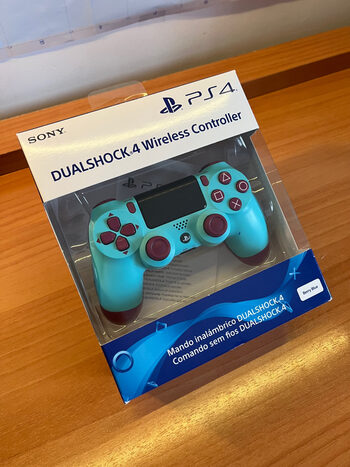 PS4
SONY
DUALSHOCK 4 Wireless Controller
Mando inalámbrico DUALSHOCK 4
Comando sem fios DUALSHOCK 4
Berry Blue